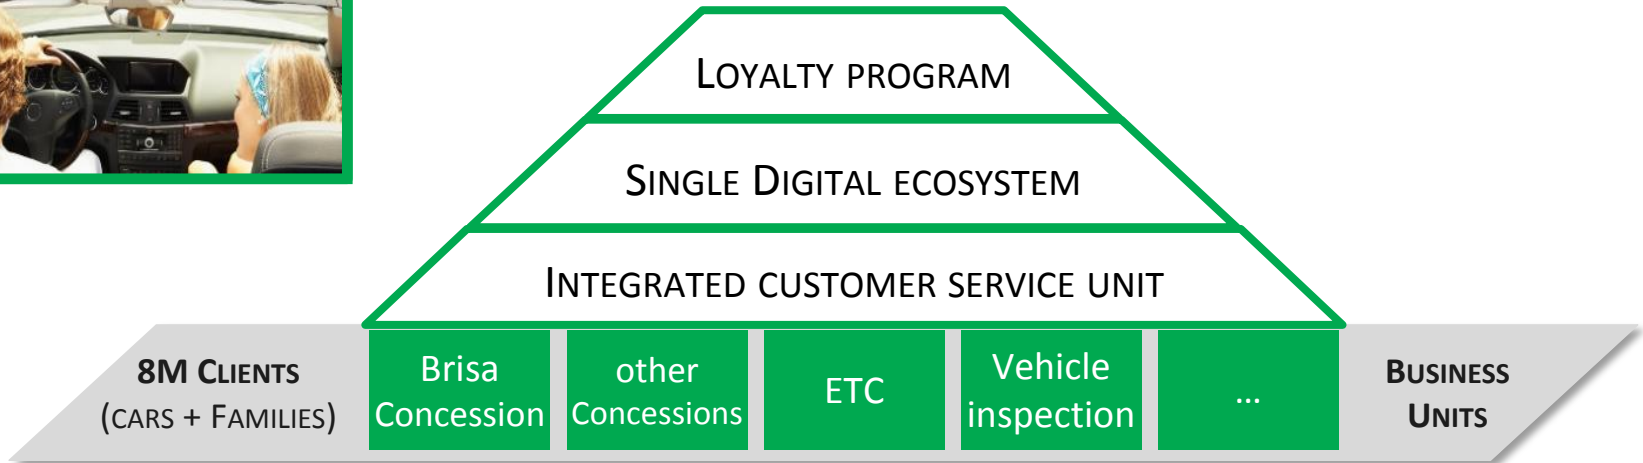 Loyalty program
Single Digital ecosystem
Integrated customer service unit
8M Clients
(cars + Families)
Brisa
Concession
other
Concessions
ETC
Vehicle
inspection
...
Business
Units